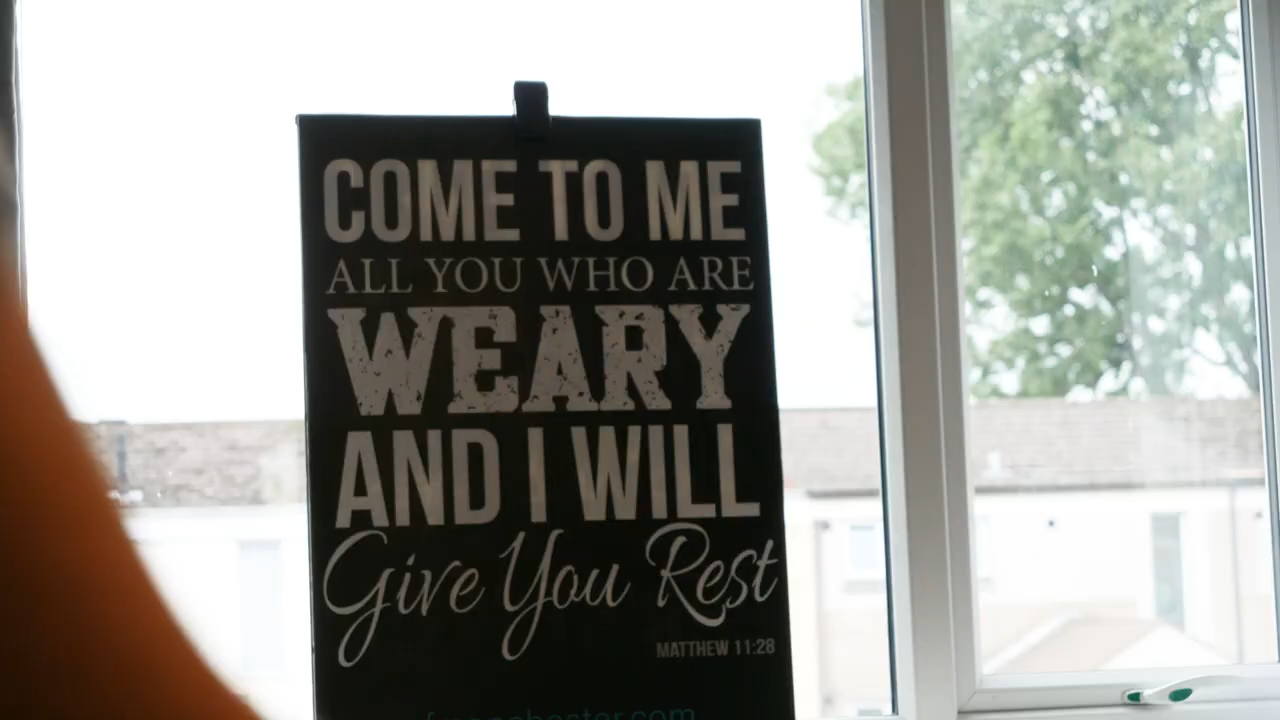 COME TO ME
ALL YOU WHO ARE
WEARY
AND I WILL
Give You Rest
MATTHEW 11:28